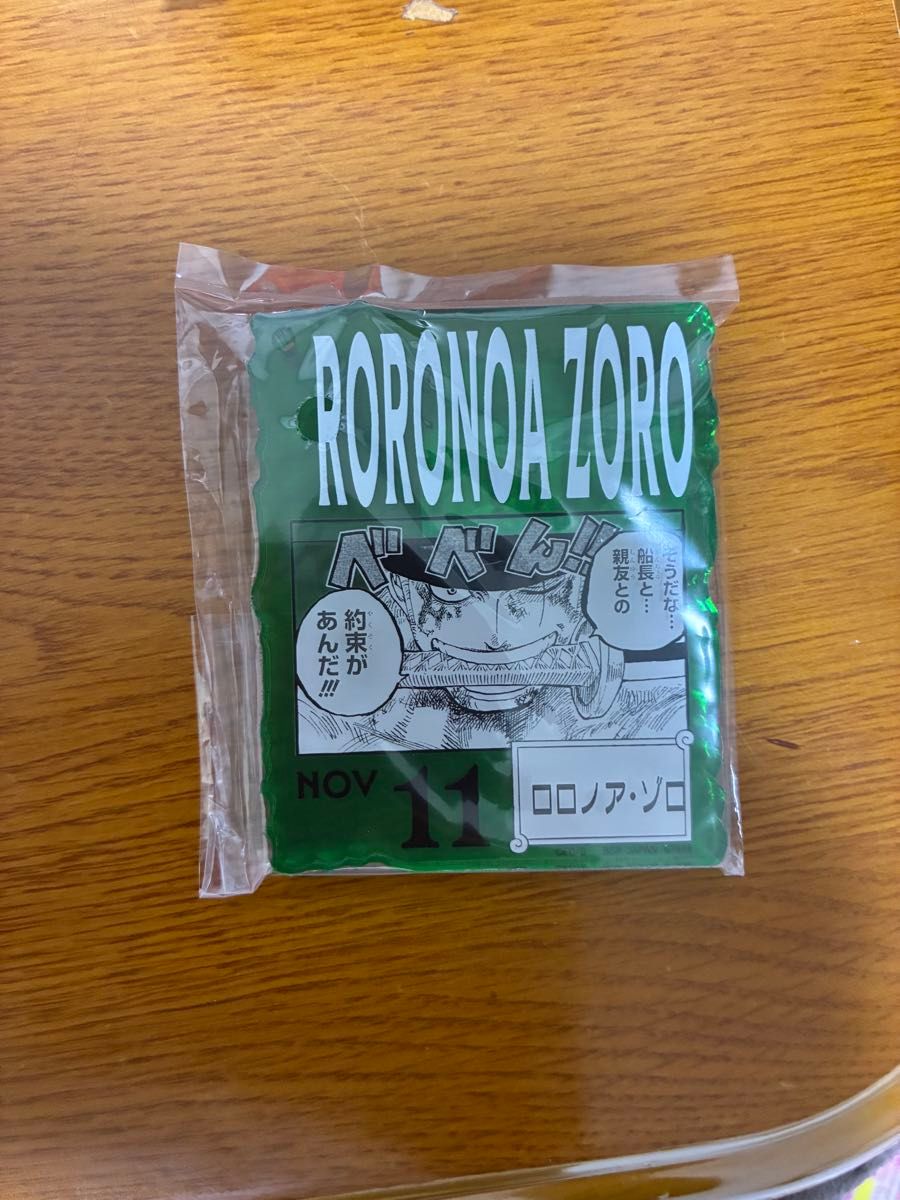 RORONOA ZORO
べべん!!
そうだな…
船長と…
親友との
約束が
あんだ!!!
NOV 11
ロロノア・ゾロ